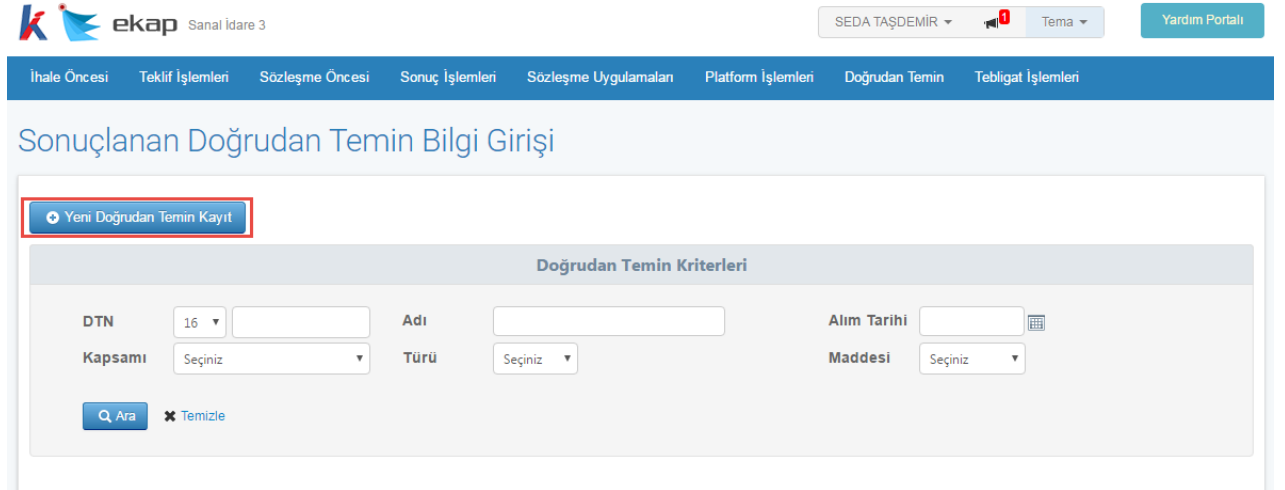 ekap Sanal İdare 3 SEDA TAŞDEMİR 1 Tema Yardım Portalı
İhale Öncesi Teklif İşlemleri Sözleşme Öncesi Sonuç İşlemleri Sözleşme Uygulamaları Platform İşlemleri Doğrudan Temin Tebligat İşlemleri
Sonuçlanan Doğrudan Temin Bilgi Girişi
Yeni Doğrudan Temin Kayıt
Doğrudan Temin Kriterleri
DTN 16 Adı Alım Tarihi
Kapsamı Seçiniz Türü Seçiniz Maddesi Seçiniz
Ara Temizle